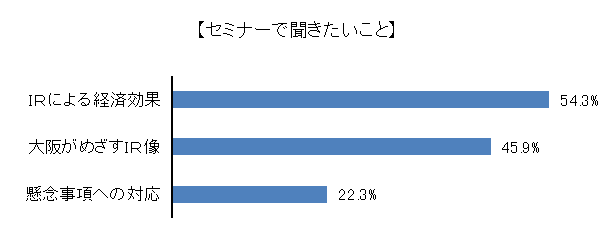 【セミナーで聞きたいこと】
IRによる経済効果 54.3%
大阪がめざすIR像 45.9%
懸念事項への対応 22.3%